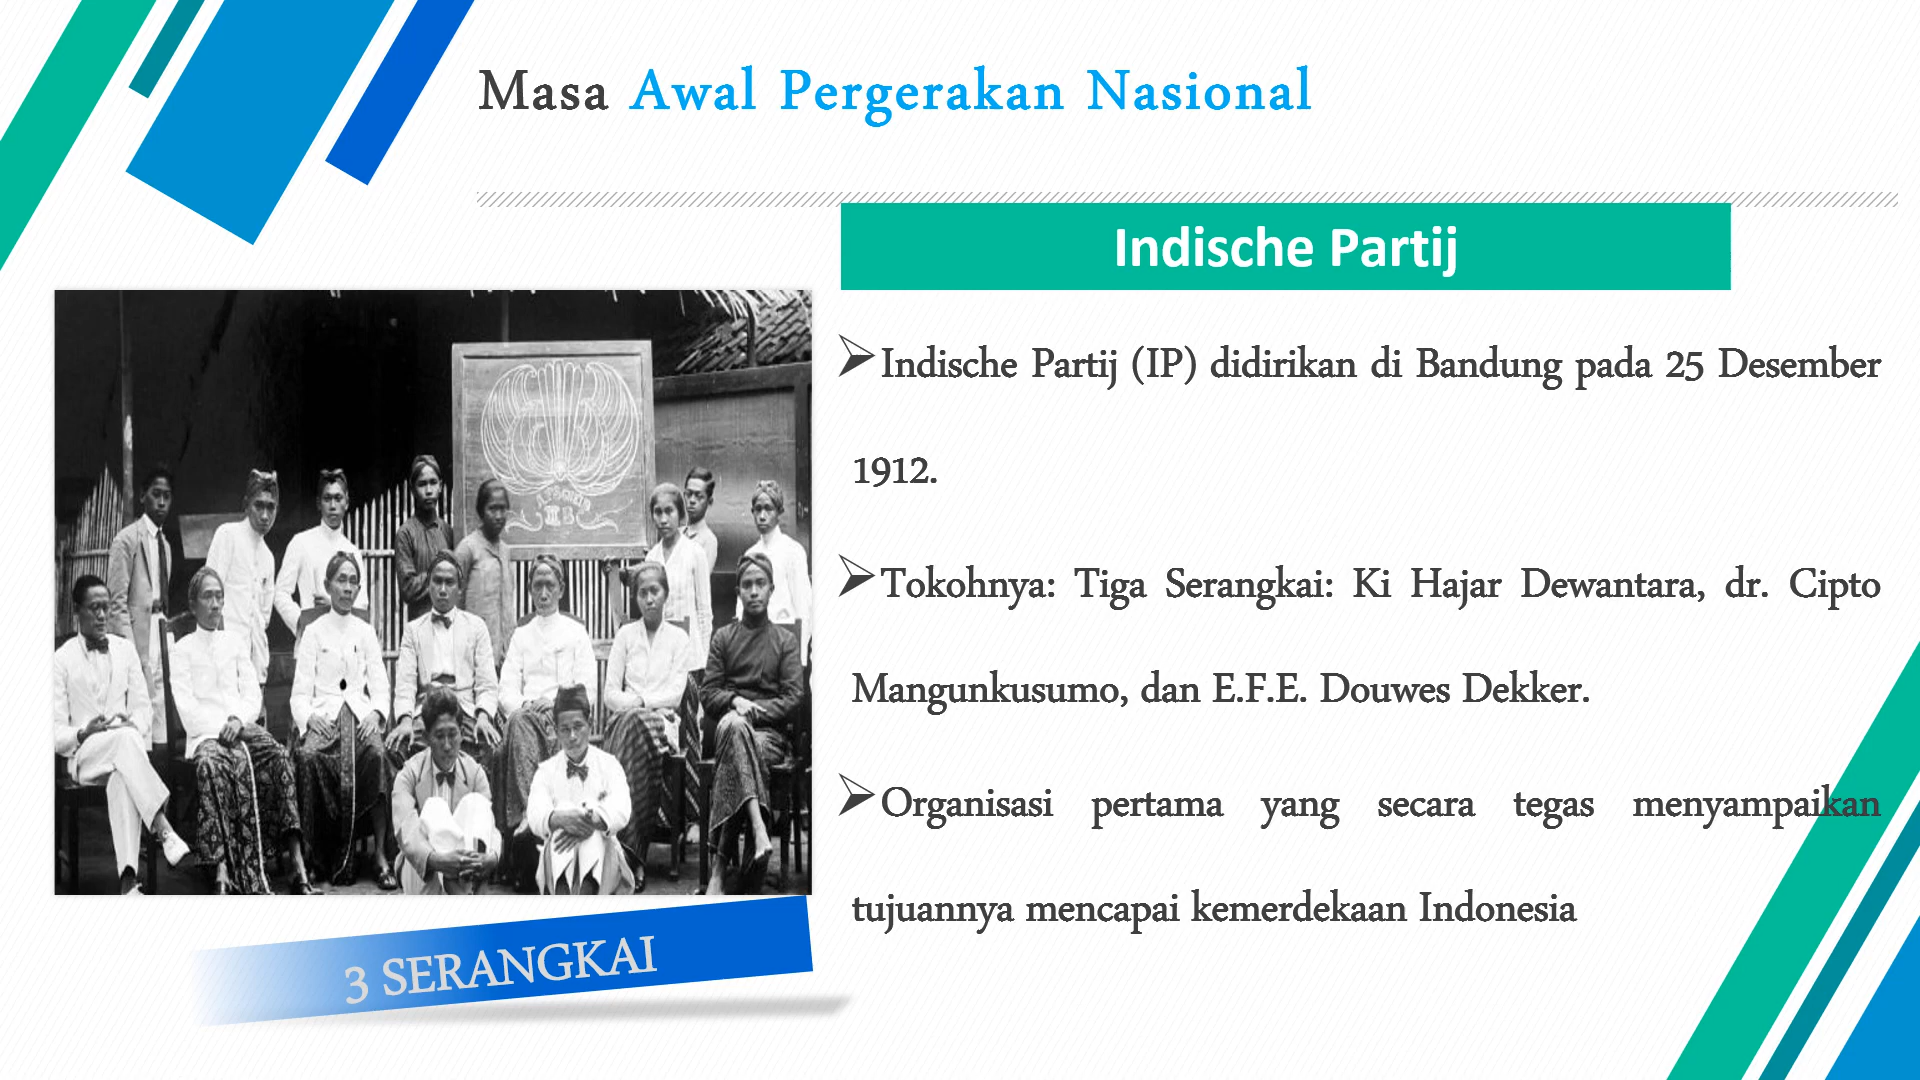 Masa Awal Pergerakan Nasional
Indische Partij
Indische Partij (IP) didirikan di Bandung pada 25 Desember
1912.
Tokohnya: Tiga Serangkai: Ki Hajar Dewantara, dr. Cipto
Mangunkusumo, dan E.F.E. Douwes Dekker.
Organisasi pertama yang secara tegas menyampaikan
tujuannya mencapai kemerdekaan Indonesia
3 SERANGKAI